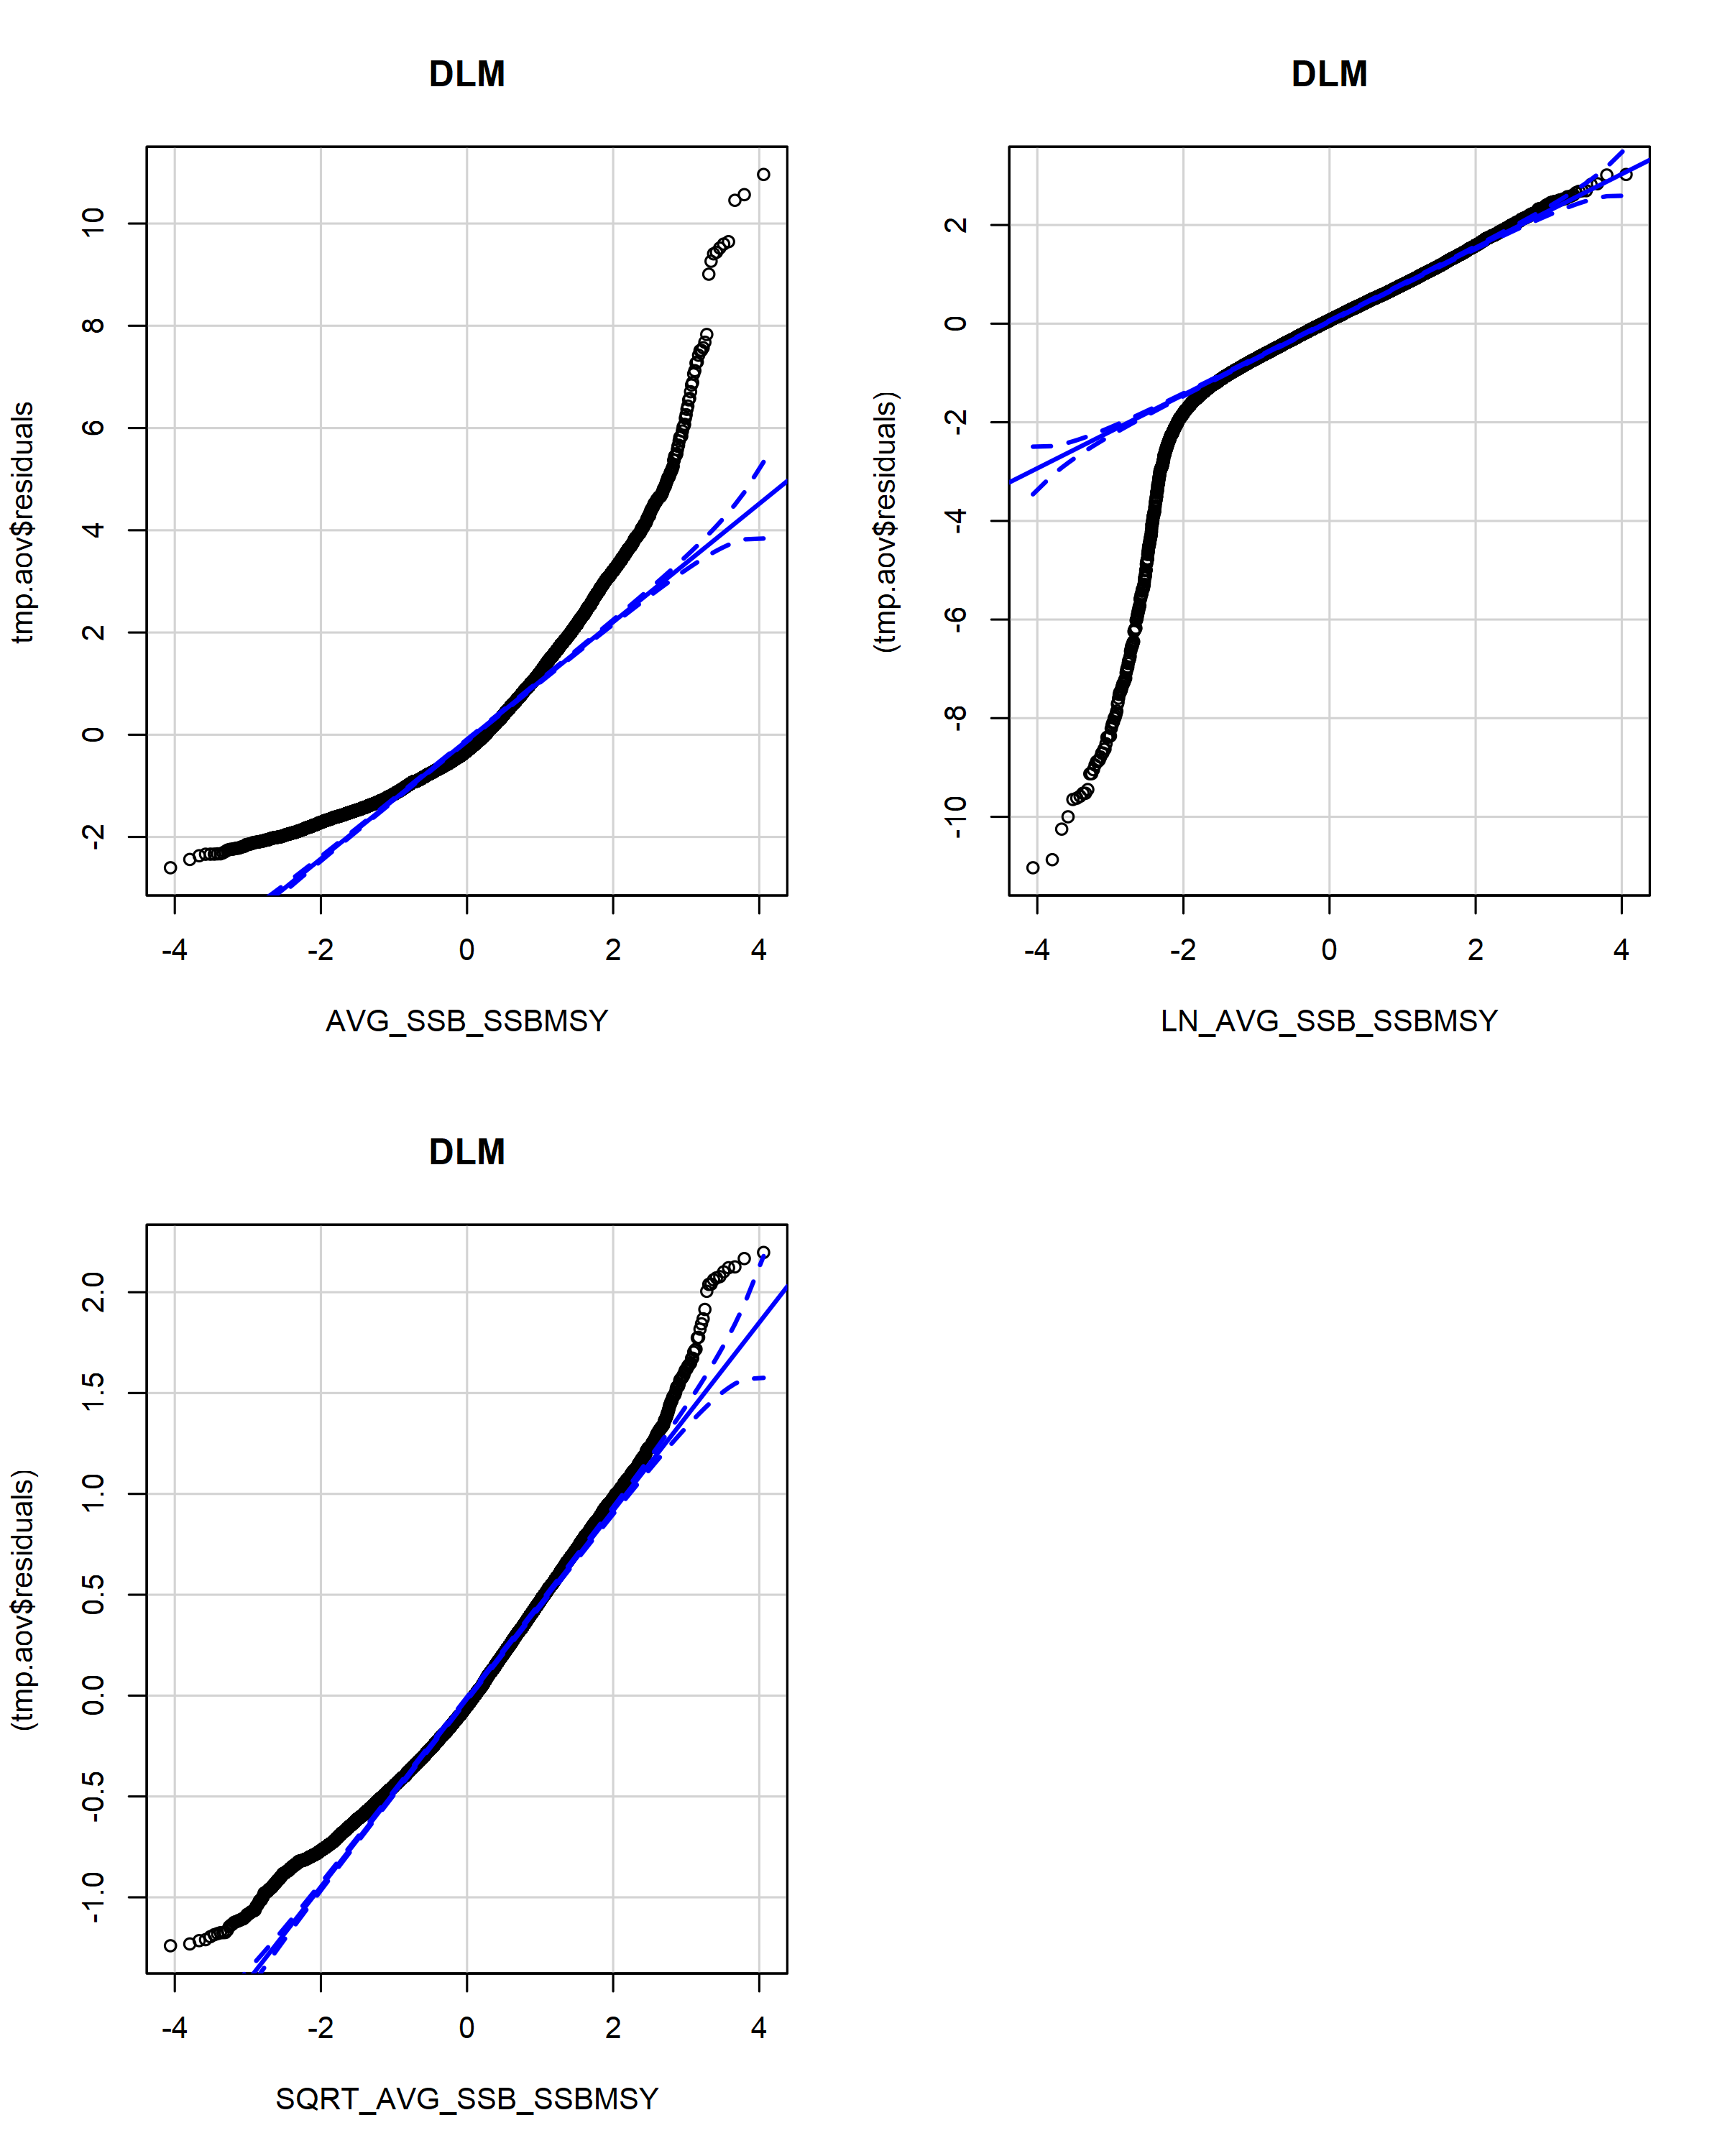 DLM
tmp.aov$residuals
10
8
6
4
2
0
-2
-4 -2 0 2 4
AVG_SSB_SSBMSY
DLM
(tmp.aov$residuals)
2
0
-2
-4
-6
-8
-10
-4 -2 0 2 4
LN_AVG_SSB_SSBMSY
DLM
(tmp.aov$residuals)
2.0
1.5
1.0
0.5
0.0
-0.5
-1.0
-4 -2 0 2 4
SQRT_AVG_SSB_SSBMSY